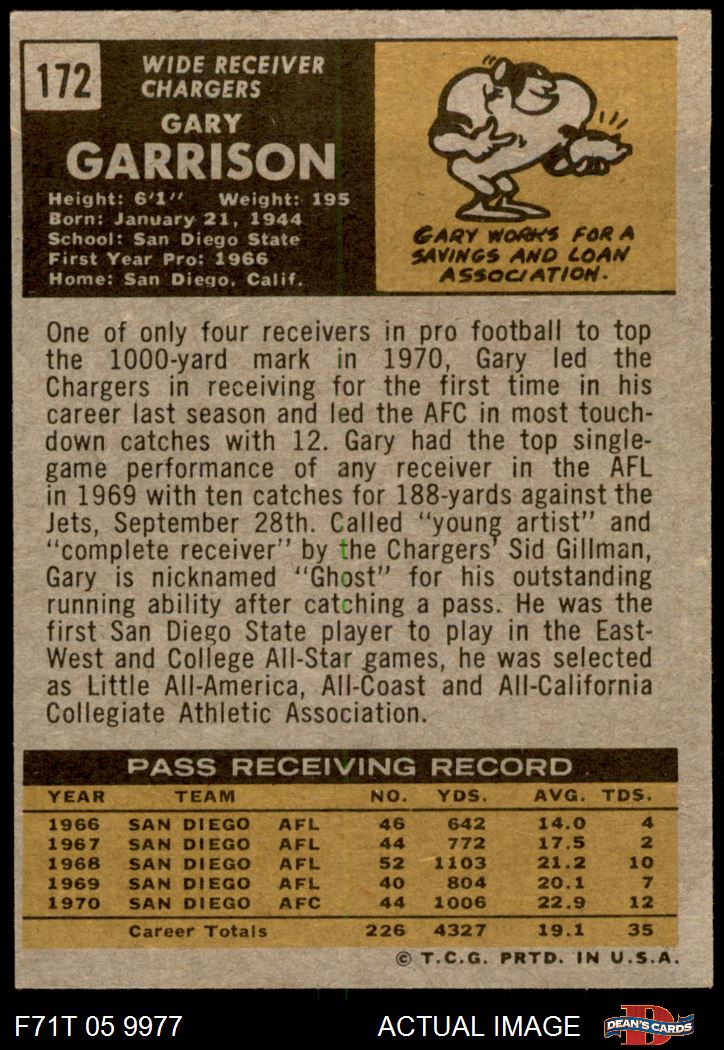 172
WIDE RECEIVER
CHARGERS
GARY
GARRISON
Height: 6'1" Weight: 195
Born: January 21, 1944
School: San Diego State
First Year Pro: 1966
Home: San Diego, Calif.
GARY WORKS FOR A
SAVINGS AND LOAN
ASSOCIATION.
One of only four receivers in pro football to top
the 1000-yard mark in 1970, Gary led the
Chargers in receiving for the first time in his
career last season and led the AFC in most touch-
down catches with 12. Gary had the top single-
game performance of any receiver in the AFL
in 1969 with ten catches for 188-yards against the
Jets, September 28th. Called "young artist" and
"complete receiver" by the Chargers' Sid Gillman,
Gary is nicknamed "Ghost" for his outstanding
running ability after catching a pass. He was the
first San Diego State player to play in the East-
West and College All-Star games, he was selected
as Little All-America, All-Coast and All-California
Collegiate Athletic Association.
PASS RECEIVING RECORD
YEAR TEAM NO. YDS. AVG. TDS.
1966 SAN DIEGO AFL 46 642 14.0 4
1967 SAN DIEGO AFL 44 772 17.5 2
1968 SAN DIEGO AFL 52 1103 21.2 10
1969 SAN DIEGO AFL 40 804 20.1 7
1970 SAN DIEGO AFC 44 1006 22.9 12
Career Totals 226 4327 19.1 35
© T.C.G. PRTD. IN U.S.A.
F71T 05 9977 ACTUAL IMAGE D DEAN'S CARDS